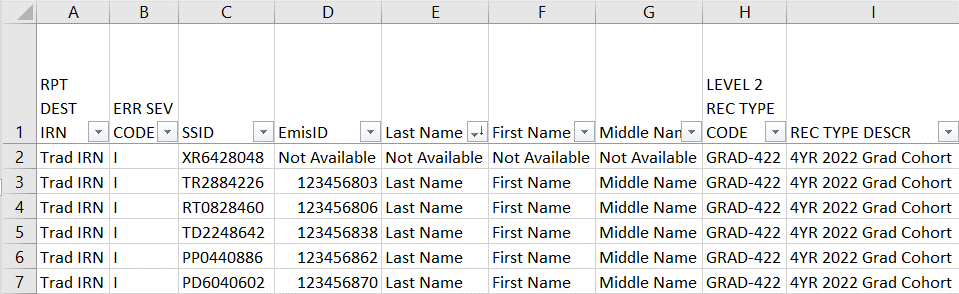 A B C D E F G H I
1 RPT DEST IRN ERR SEV CODE SSID EmisID Last Name First Name Middle Nan LEVEL 2 REC TYPE CODE REC TYPE DESCR
2 Trad IRN I XR6428048 Not Available Not Available Not Available Not Available GRAD-422 4YR 2022 Grad Cohort
3 Trad IRN I TR2884226 123456803 Last Name First Name Middle Name GRAD-422 4YR 2022 Grad Cohort
4 Trad IRN I RT0828460 123456806 Last Name First Name Middle Name GRAD-422 4YR 2022 Grad Cohort
5 Trad IRN I TD2248642 123456838 Last Name First Name Middle Name GRAD-422 4YR 2022 Grad Cohort
6 Trad IRN I PP0440886 123456862 Last Name First Name Middle Name GRAD-422 4YR 2022 Grad Cohort
7 Trad IRN I PD6040602 123456870 Last Name First Name Middle Name GRAD-422 4YR 2022 Grad Cohort